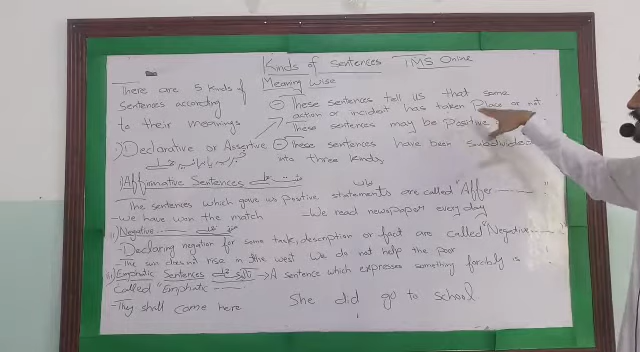 Kinds of Sentences TMS Online
Meaning Wise
There are 5 kinds of
Sentences according
to their meanings
These sentences tell us that some
action or incident has taken Place or not
These sentences may be Positive
1) Declarative or Assertive
These sentences have been Subdivided
into three kinds
i) Affirmative Sentences
The sentences which gave us positive statements are called "Affer ——— "
-We have won the match -We read newspaper every day
ii) Negative
-Declaring negation for some task, description or fact are called "Negative ——— "
-The sun does not rise in the west We do not help the poor
iii) Emphatic Sentences → A sentence which expresses something forcibly is
Called "Emphatic ———
-They shall come here She did go to school